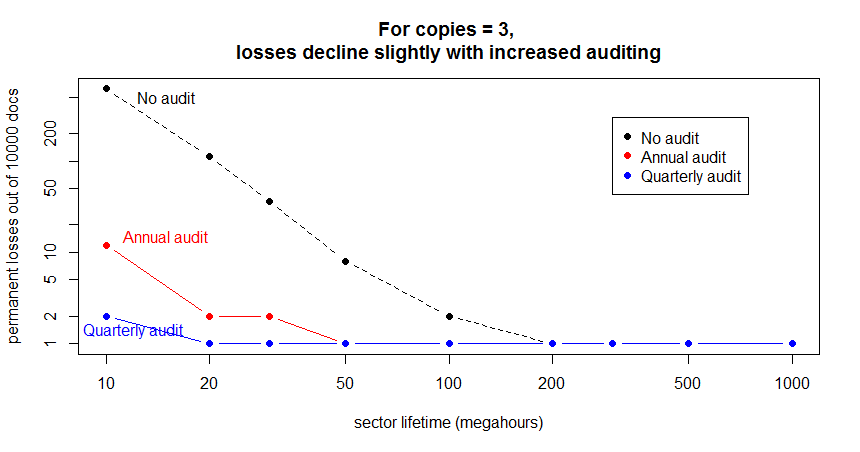 For copies = 3,
losses decline slightly with increased auditing
permanent losses out of 10000 docs
200
50
10
5
2
1
No audit
Annual audit
Quarterly audit
No audit
Annual audit
Quarterly audit
10 20 50 100 200 500 1000
sector lifetime (megahours)